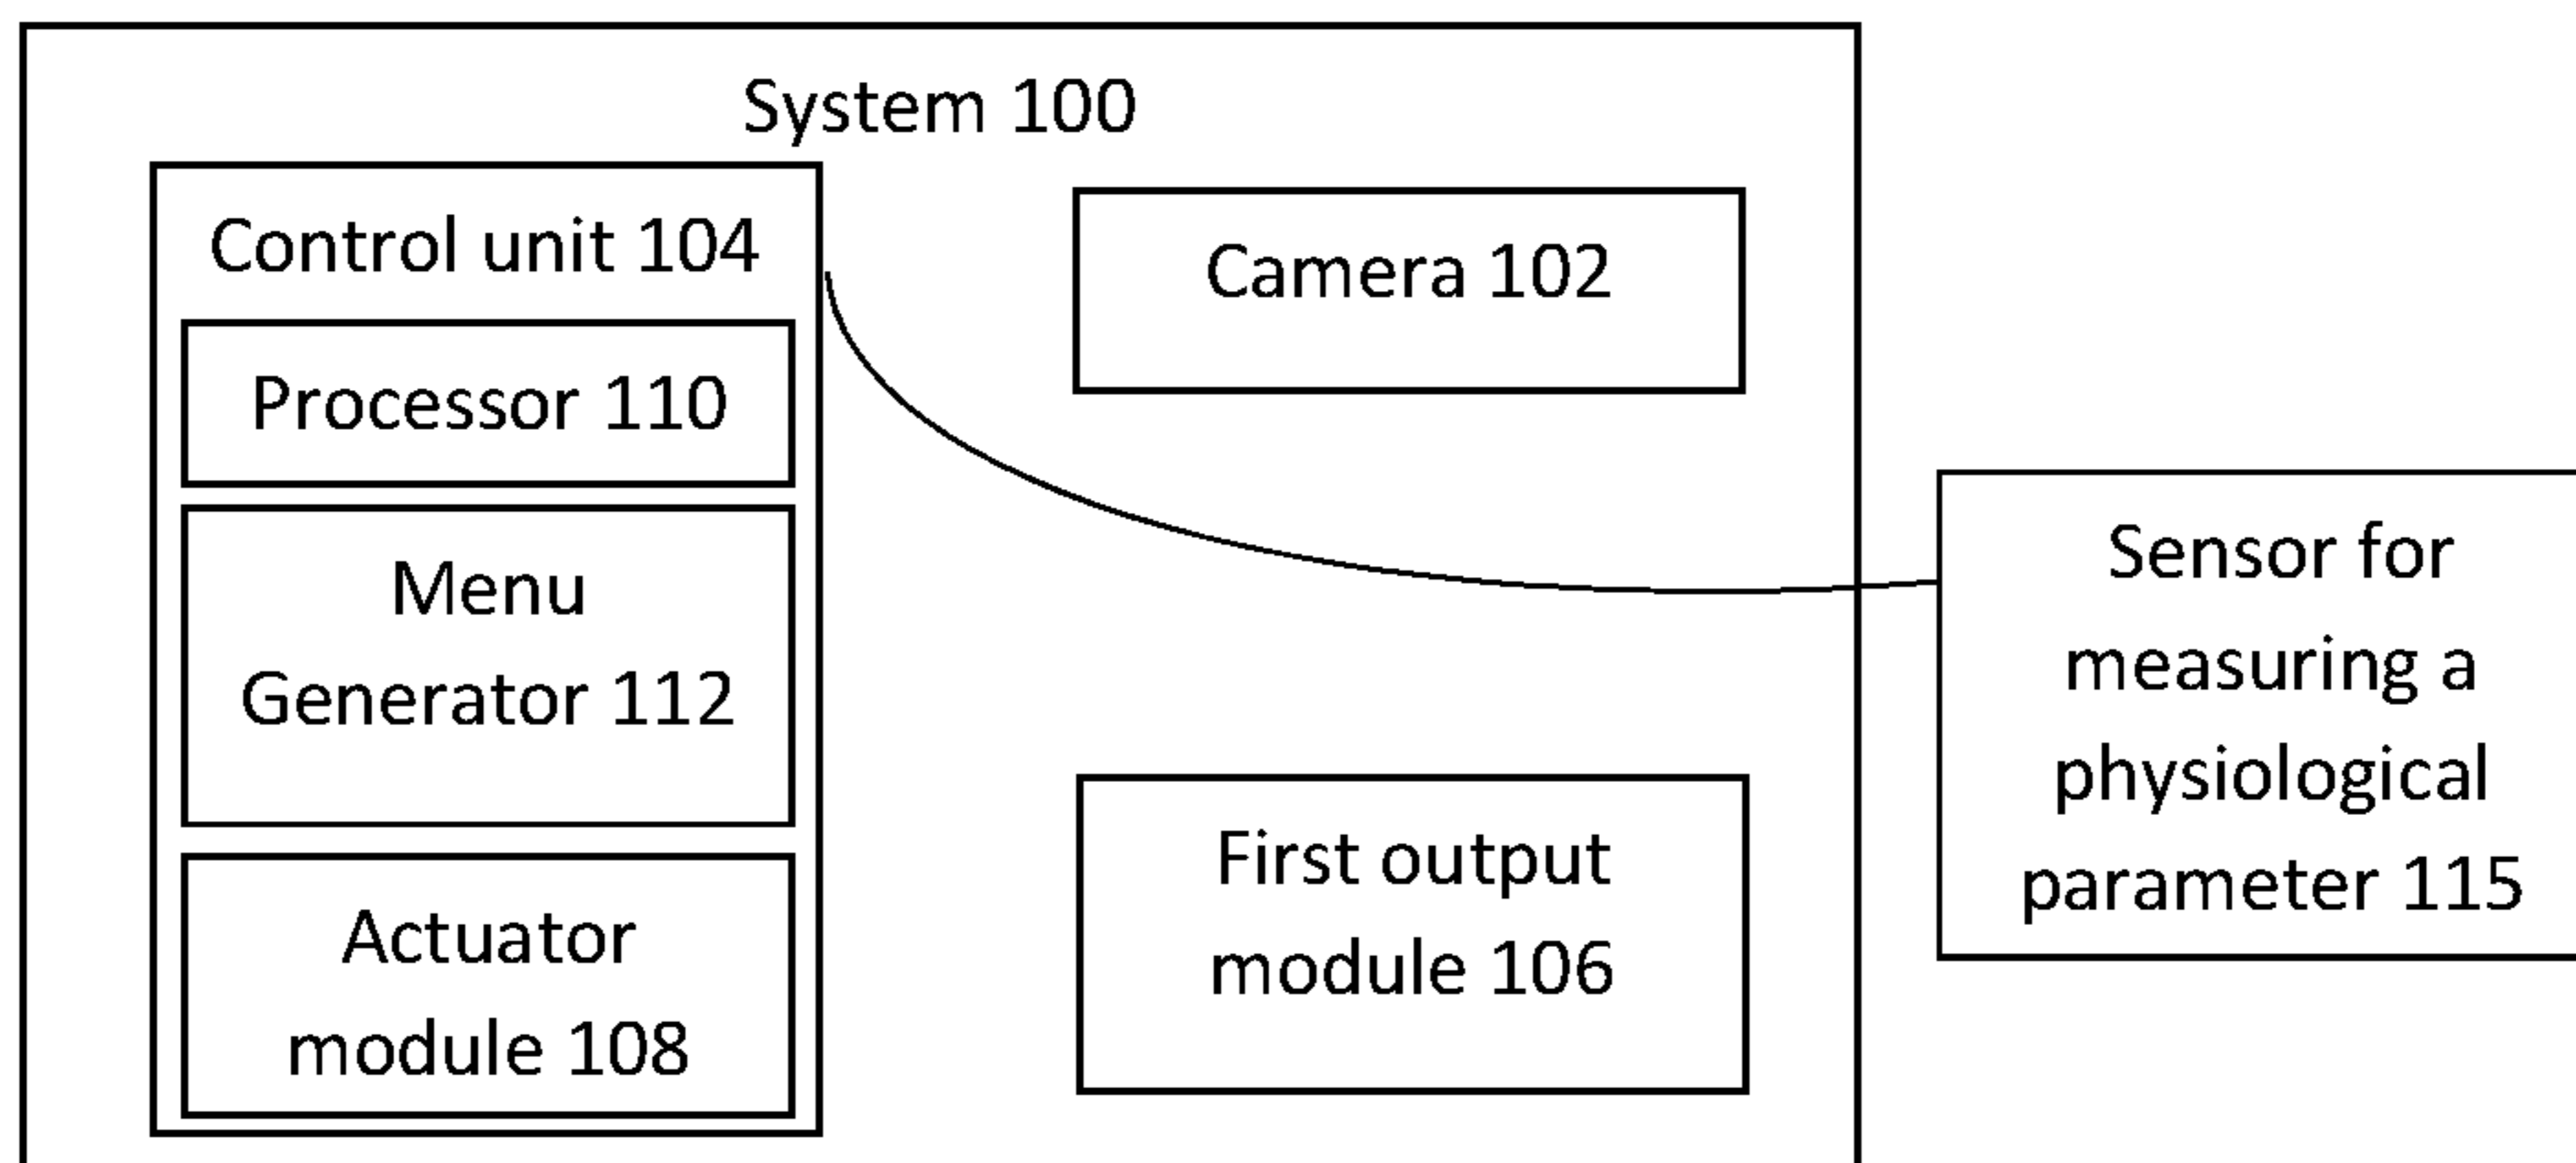 System 100
Control unit 104
Processor 110
Menu
Generator 112
Actuator
module 108
Camera 102
First output
module 106
Sensor for
measuring a
physiological
parameter 115